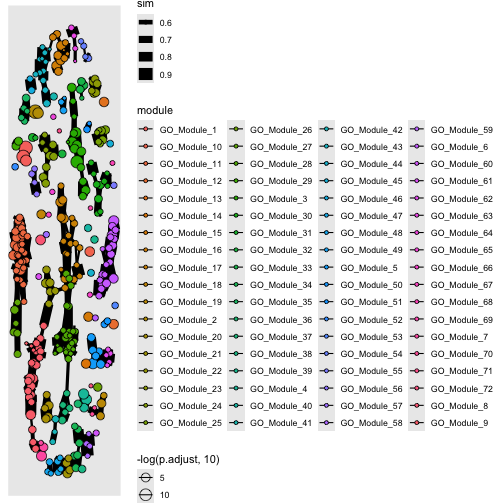 sim
0.6
0.7
0.8
0.9
module
GO_Module_1 GO_Module_26 GO_Module_42 GO_Module_59
GO_Module_10 GO_Module_27 GO_Module_43 GO_Module_6
GO_Module_11 GO_Module_28 GO_Module_44 GO_Module_60
GO_Module_12 GO_Module_29 GO_Module_45 GO_Module_61
GO_Module_13 GO_Module_3 GO_Module_46 GO_Module_62
GO_Module_14 GO_Module_30 GO_Module_47 GO_Module_63
GO_Module_15 GO_Module_31 GO_Module_48 GO_Module_64
GO_Module_16 GO_Module_32 GO_Module_49 GO_Module_65
GO_Module_17 GO_Module_33 GO_Module_5 GO_Module_66
GO_Module_18 GO_Module_34 GO_Module_50 GO_Module_67
GO_Module_19 GO_Module_35 GO_Module_51 GO_Module_68
GO_Module_2 GO_Module_36 GO_Module_52 GO_Module_69
GO_Module_20 GO_Module_37 GO_Module_53 GO_Module_7
GO_Module_21 GO_Module_38 GO_Module_54 GO_Module_70
GO_Module_22 GO_Module_39 GO_Module_55 GO_Module_71
GO_Module_23 GO_Module_4 GO_Module_56 GO_Module_72
GO_Module_24 GO_Module_40 GO_Module_57 GO_Module_8
GO_Module_25 GO_Module_41 GO_Module_58 GO_Module_9
-log(p.adjust, 10)
5
10